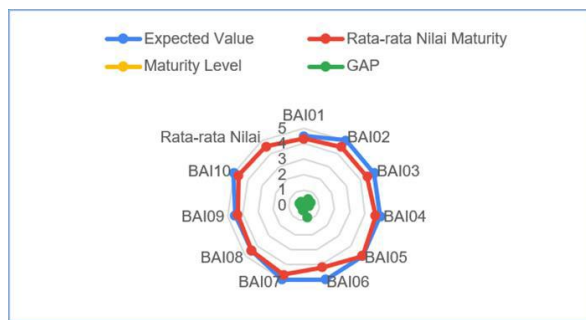 Expected Value
Rata-rata Nilai Maturity
Maturity Level
GAP
BAI01
Rata-rata Nilai
5
BAI02
4
BAI10
3
BAI03
2
1
BAI09
0
BAI04
BAI08
BAI05
BAI07
BAI06